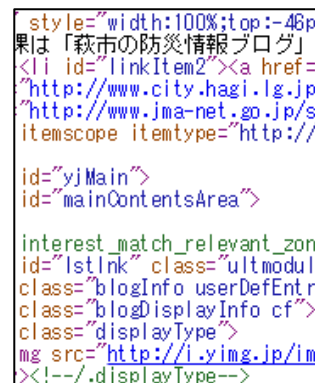 style="width:100%;top:-46p
果は「萩市の防災情報ブログ」
<li id="linkItem2"><a href=
"http://www.city.hagi.lg.jp
"http://www.jma-net.go.jp/s
itemscope itemtype="http://
id="yjMain">
id="mainContentsArea">
interest_match_relevant_zon
id="lstlnk" class="ultmodul
class="blogInfo userDefEntr
class="blogDisplayInfo cf">
class="displayType">
mg src="http://i.yimg.jp/im
><!--/.displayType-->